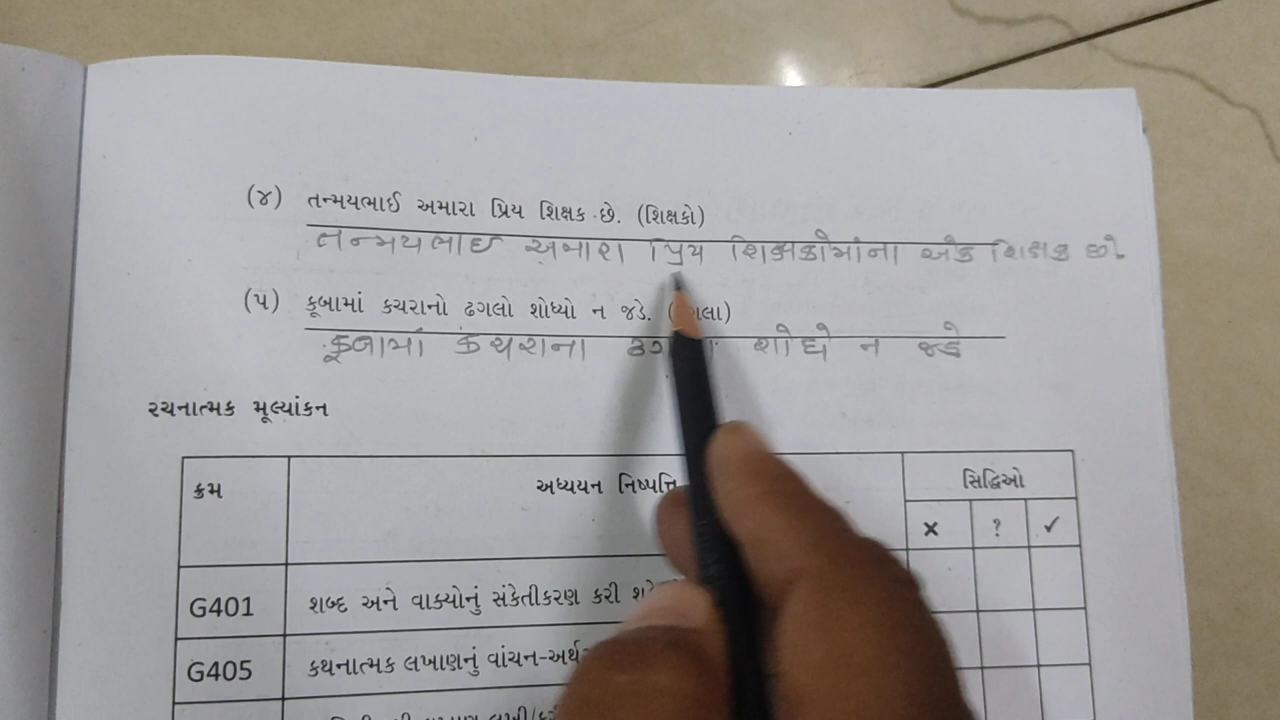 (૪) તન્મયભાઈ અમારા પ્રિય શિક્ષક છે. (શિક્ષકો)
તન્મયભાઈ અમારા પ્રિય શિક્ષકોમાંના એક શિક્ષક છે.
(૫) કૂબામાં કચરાનો ઢગલો શોધ્યો ન જડે.
કૂબામાં કચરાના શોધે ન જડે
રચનાત્મક મૂલ્યાંકન
ક્રમ અધ્યયન નિષ્પત્તિ સિદ્ધિઓ
× ? ✓
G401 શબ્દ અને વાક્યોનું સંકેતીકરણ કરી
G405 કથનાત્મક લખાણનું વાંચન-અર્થ